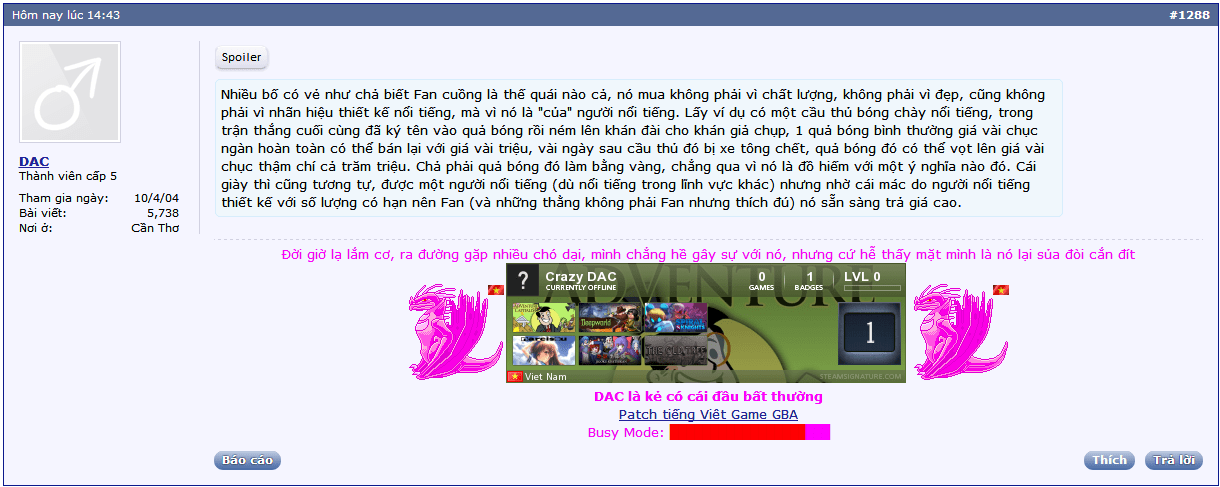 Hôm nay lúc 14:43
#1288
Spoiler
Nhiều bố có vẻ như chả biết Fan cuồng là thế quái nào cả, nó mua không phải vì chất lượng, không phải vì đẹp, cũng không
phải vì nhãn hiệu thiết kế nổi tiếng, mà vì nó là "của" người nổi tiếng. Lấy ví dụ có một cầu thủ bóng chày nổi tiếng, trong
trận thắng cuối cùng đã ký tên vào quả bóng rồi ném lên khán đài cho khán giả chụp, 1 quả bóng bình thường giá vài chục
ngàn hoàn toàn có thể bán lại với giá vài triệu, vài ngày sau cầu thủ đó bị xe tông chết, quả bóng đó có thể vọt lên giá vài
chục thậm chí cả trăm triệu. Chả phải quả bóng đó làm bằng vàng, chẳng qua vì nó là đồ hiếm với một ý nghĩa nào đó. Cái
giày thì cũng tương tự, được một người nổi tiếng (dù nổi tiếng trong lĩnh vực khác) nhưng nhờ cái mác do người nổi tiếng
thiết kế với số lượng có hạn nên Fan (và những thằng không phải Fan nhưng thích đú) nó sẵn sàng trả giá cao.
DAC
Thành viên cấp 5
Tham gia ngày: 10/4/04
Bài viết: 5,738
Nơi ở: Cần Thơ
Đời giờ lạ lắm cơ, ra đường gặp nhiều chó dại, mình chẳng hề gây sự với nó, nhưng cứ hễ thấy mặt mình là nó lại sủa đòi cắn đít
ADVENTURE
? Crazy DAC
CURRENTLY OFFLINE
0
GAMES
1
BADGES
LVL 0
Deepworld
1
Viet Nam
STEAMSIGNATURE.COM
DAC là kẻ có cái đầu bất thường
Patch tiếng Việt Game GBA
Busy Mode:
Báo cáo
Thích
Trả lời